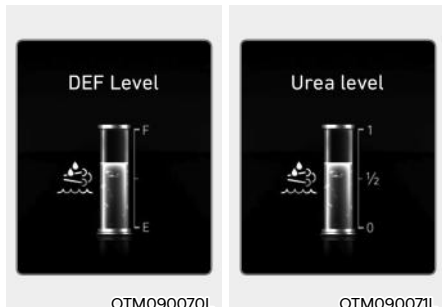 DEF Level
F
E
OTM090070L
Urea level
1
1/2
0
OTM090071L